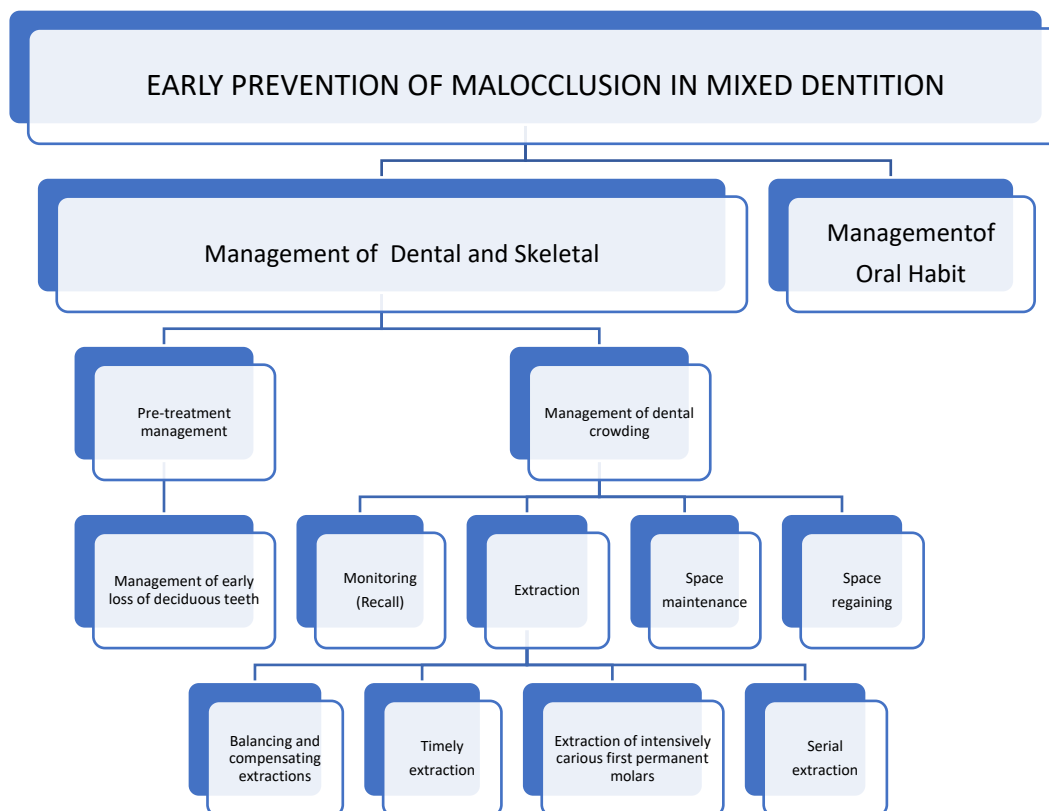 EARLY PREVENTION OF MALOCCLUSION IN MIXED DENTITION
Management of Dental and Skeletal
Managementof
Oral Habit
Pre-treatment
management
Management of dental
crowding
Management of early
loss of deciduous teeth
Monitoring
(Recall)
Extraction
Space
maintenance
Space
regaining
Balancing and
compensating
extractions
Timely
extraction
Extraction of intensively
carious first permanent
molars
Serial
extraction